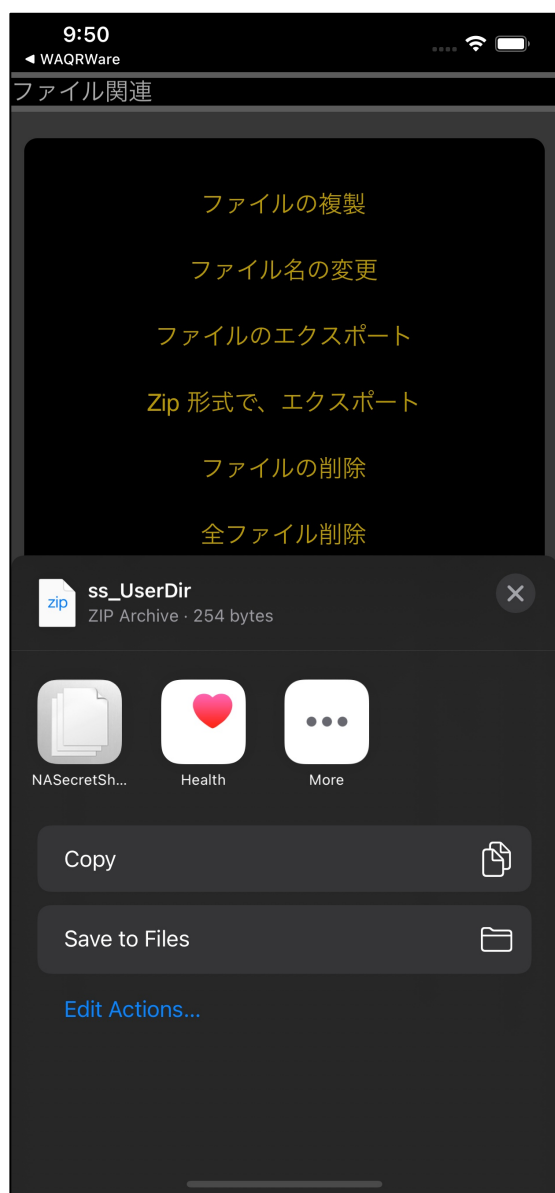 9:50
◀ WAQRWare
ファイル関連
ファイルの複製
ファイル名の変更
ファイルのエクスポート
Zip 形式で、エクスポート
ファイルの削除
全ファイル削除
zip
ss_UserDir
ZIP Archive · 254 bytes
NASecretSh...
Health
More
Copy
Save to Files
Edit Actions...